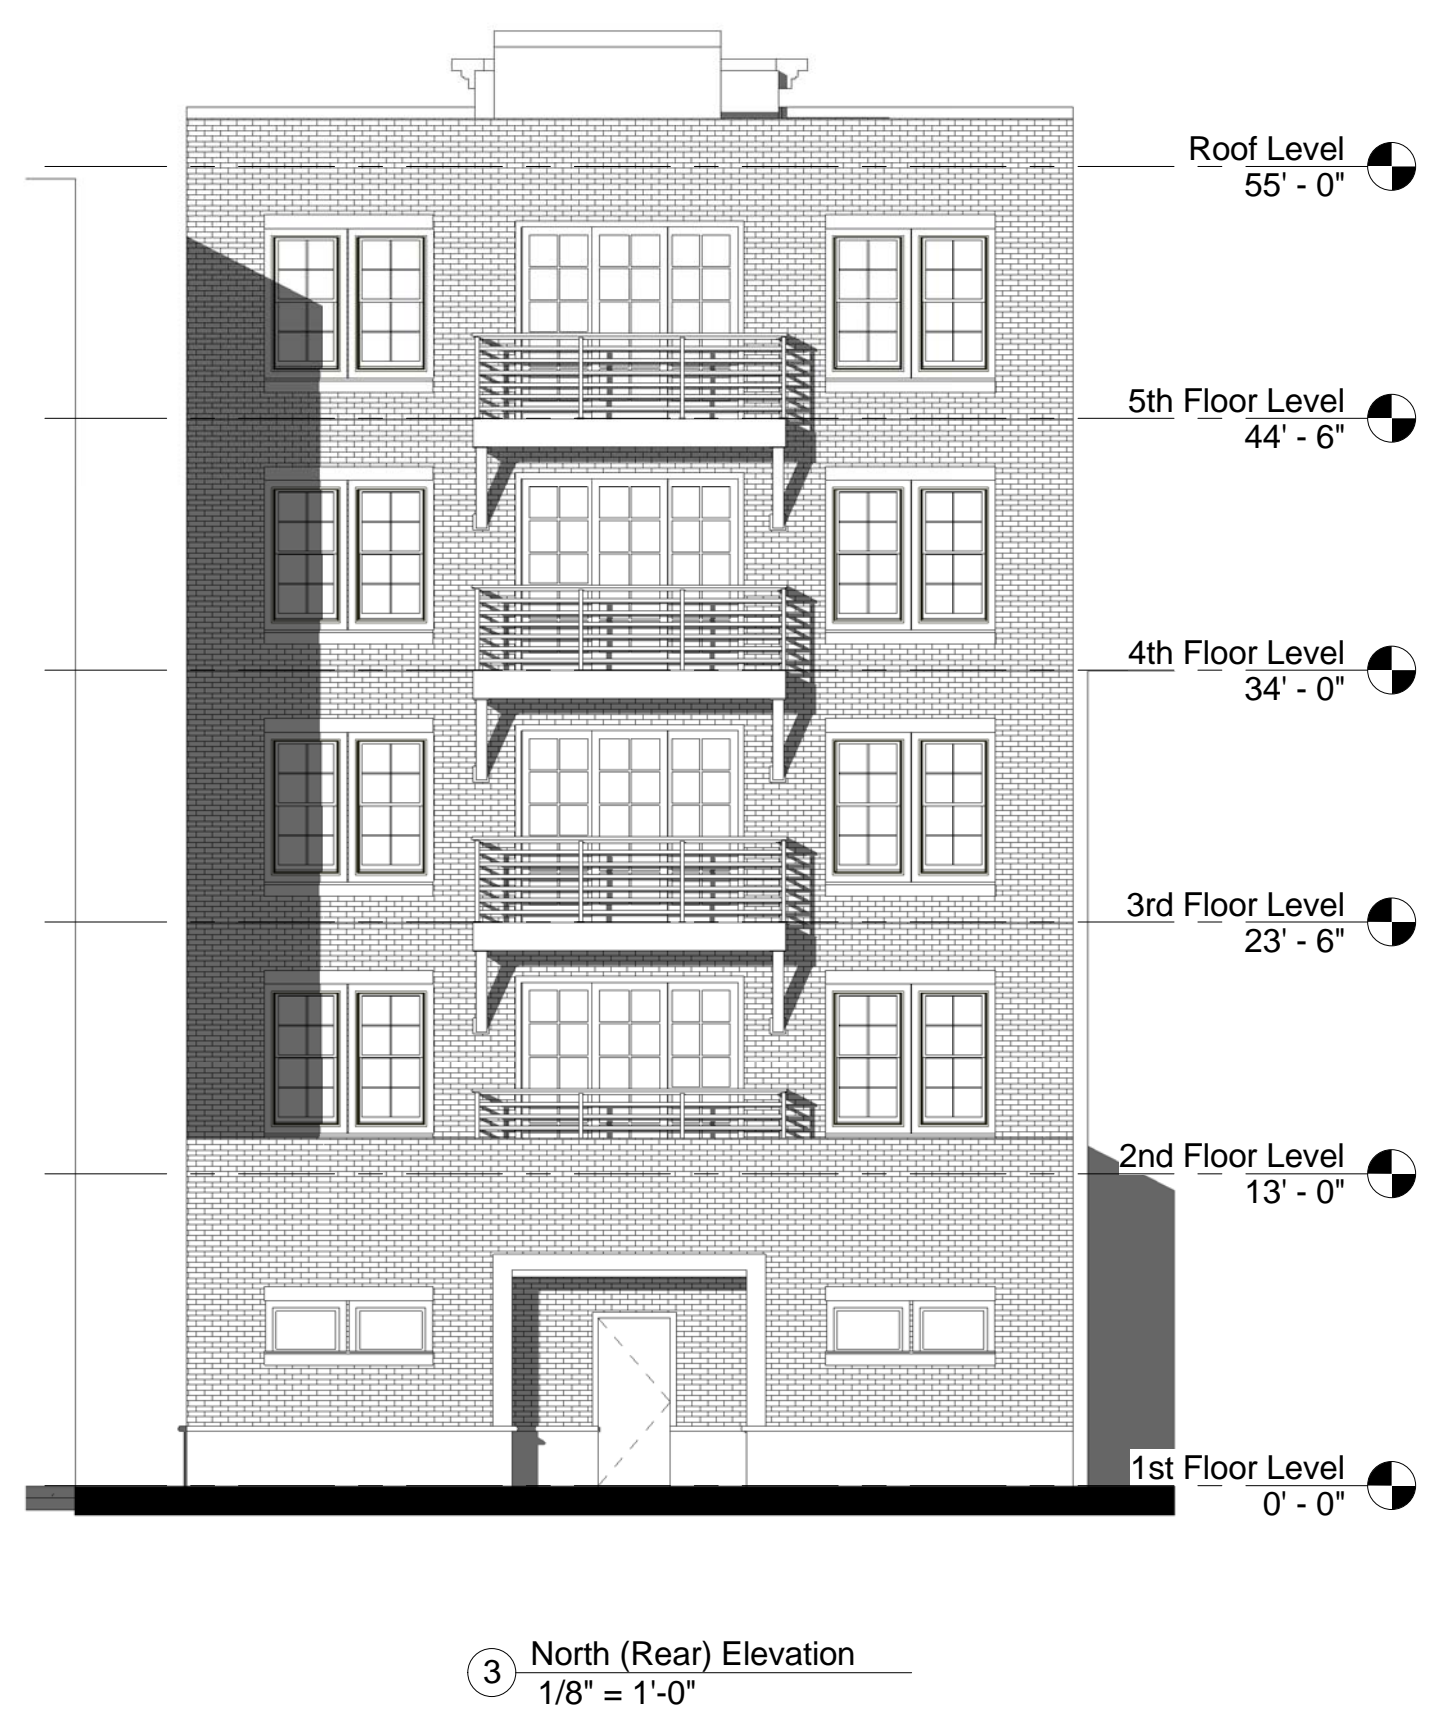 Roof Level
55' - 0"
5th Floor Level
44' - 6"
4th Floor Level
34' - 0"
3rd Floor Level
23' - 6"
2nd Floor Level
13' - 0"
1st Floor Level
0' - 0"
3 North (Rear) Elevation
1/8" = 1'-0"